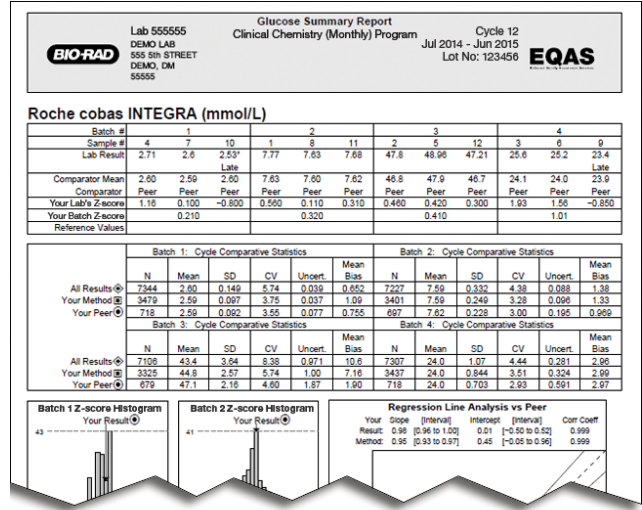 Glucose Summary Report
Clinical Chemistry (Monthly) Program
Lab 555555
DEMO LAB
555 5th STREET
DEMO, DM
55555
BIO-RAD
Cycle 12
Jul 2014 - Jun 2015
Lot No: 123456
EQAS
Roche cobas INTEGRA (mmol/L)
Batch # 1 2 3 4
Sample # 4 7 10 1 8 11 2 5 12 3 6 9
Lab Result 2.71 2.6 2.53* 7.77 7.63 7.68 47.8 48.96 47.21 25.6 25.2 23.4
Late Late
Comparator Mean 2.60 2.59 2.60 7.63 7.60 7.62 46.8 47.9 46.7 24.1 24.0 23.9
Comparator Peer Peer Peer Peer Peer Peer Peer Peer Peer Peer Peer Peer
Your Lab's Z-score 1.16 0.100 -0.800 0.560 0.110 0.310 0.460 0.420 0.300 1.93 1.56 -0.850
Your Batch Z-score 0.210 0.320 0.410 1.01
Reference Values
Batch 1: Cycle Comparative Statistics Batch 2: Cycle Comparative Statistics
N Mean SD CV Uncert. Mean Bias N Mean SD CV Uncert. Mean Bias
All Results 7344 2.60 0.149 5.74 0.039 0.652 7227 7.59 0.332 4.38 0.088 1.38
Your Method 3479 2.59 0.097 3.75 0.037 1.09 3401 7.59 0.249 3.28 0.096 1.33
Your Peer 718 2.59 0.092 3.55 0.077 0.755 697 7.62 0.228 3.00 0.195 0.969
Batch 3: Cycle Comparative Statistics Batch 4: Cycle Comparative Statistics
N Mean SD CV Uncert. Mean Bias N Mean SD CV Uncert. Mean Bias
All Results 7106 43.4 3.64 8.38 0.971 10.6 7307 24.0 1.07 4.44 0.281 2.96
Your Method 3325 44.8 2.57 5.74 1.00 7.16 3437 24.0 0.844 3.51 0.324 2.99
Your Peer 679 47.1 2.16 4.60 1.87 1.90 718 24.0 0.703 2.93 0.591 2.97
Batch 1 Z-score Histogram
Your Result
43
Batch 2 Z-score Histogram
Your Result
41
Regression Line Analysis vs Peer
Your Slope [Interval] Intercept [Interval] Corr Coeff
Result: 0.98 [0.96 to 1.00] 0.01 [-0.50 to 0.52] 0.999
Method: 0.95 [0.93 to 0.97] 0.45 [-0.05 to 0.96] 0.999